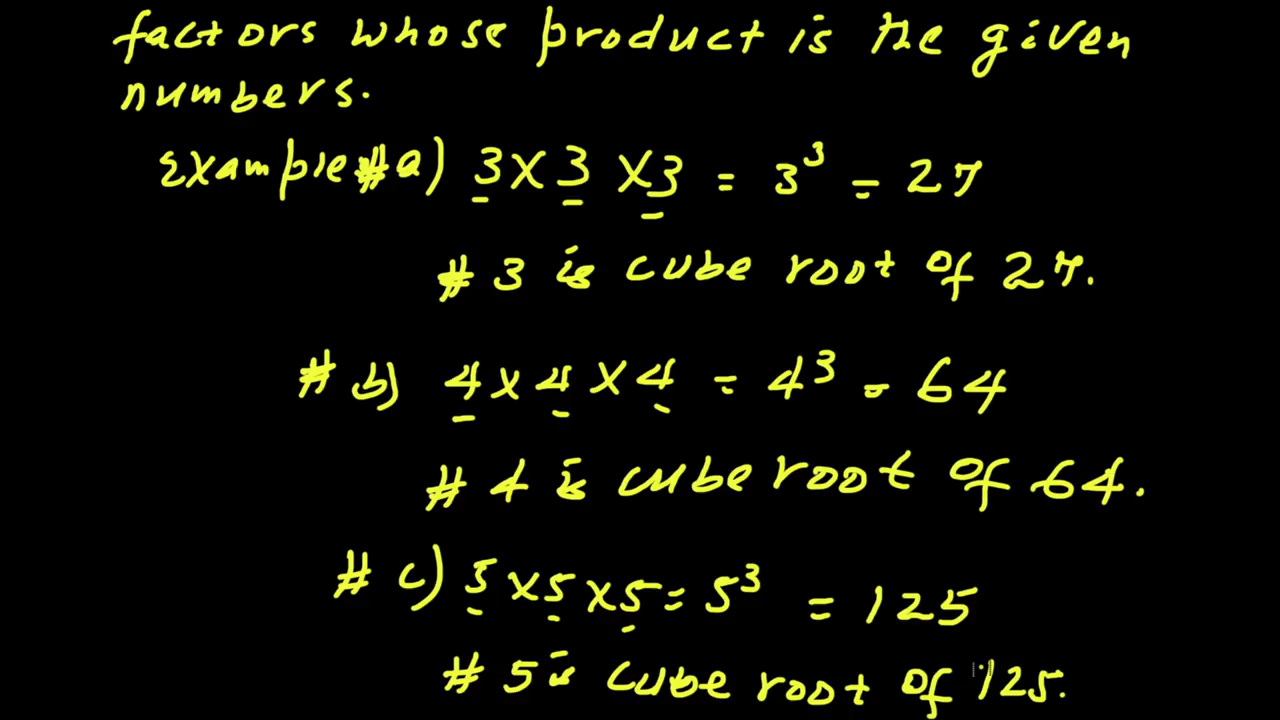 factors whose product is the given
numbers.
Example # a) 3 x 3 x 3 = 3³ = 27
# 3 is cube root of 27.
# b) 4 x 4 x 4 = 4³ = 64
# 4 is cube root of 64.
# c) 5 x 5 x 5 = 5³ = 125
# 5 is cube root of 125.